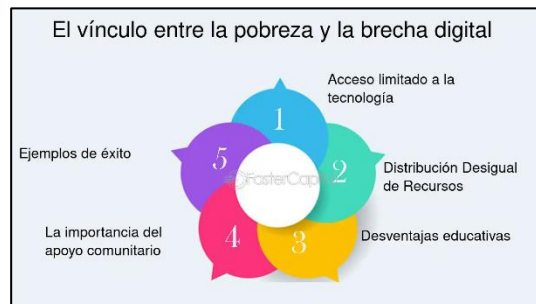 El vínculo entre la pobreza y la brecha digital
1
Acceso limitado a la
tecnología
2
Distribución Desigual
de Recursos
3
Desventajas educativas
4
La importancia del
apoyo comunitario
5
Ejemplos de éxito